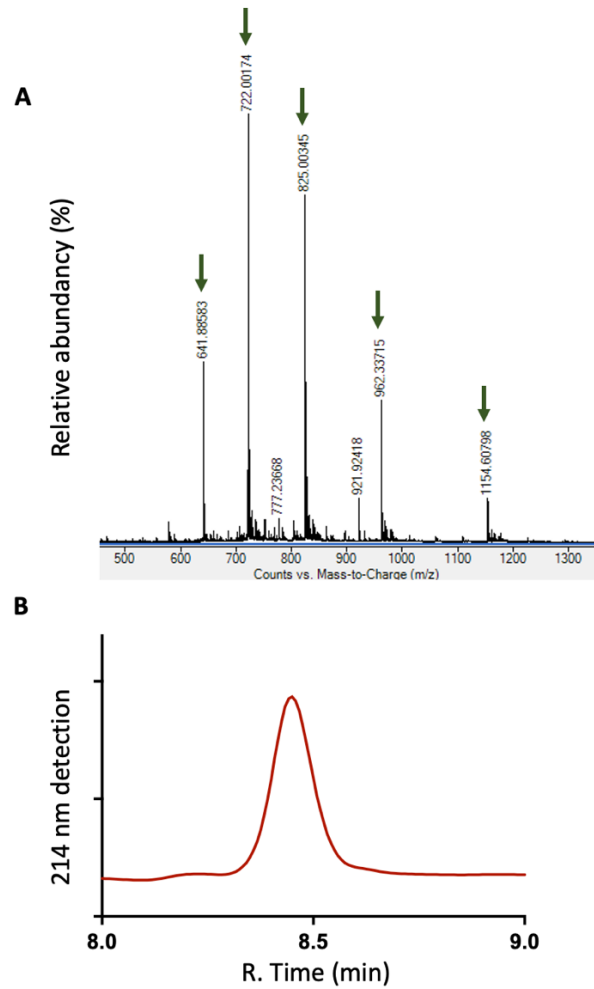 A
Relative abundancy (%)
641.88583
722.00174
777.23668
825.00345
921.92418
962.33715
1154.60798
500 600 700 800 900 1000 1100 1200 1300
Counts vs. Mass-to-Charge (m/z)
B
214 nm detection
8.0 8.5 9.0
R. Time (min)